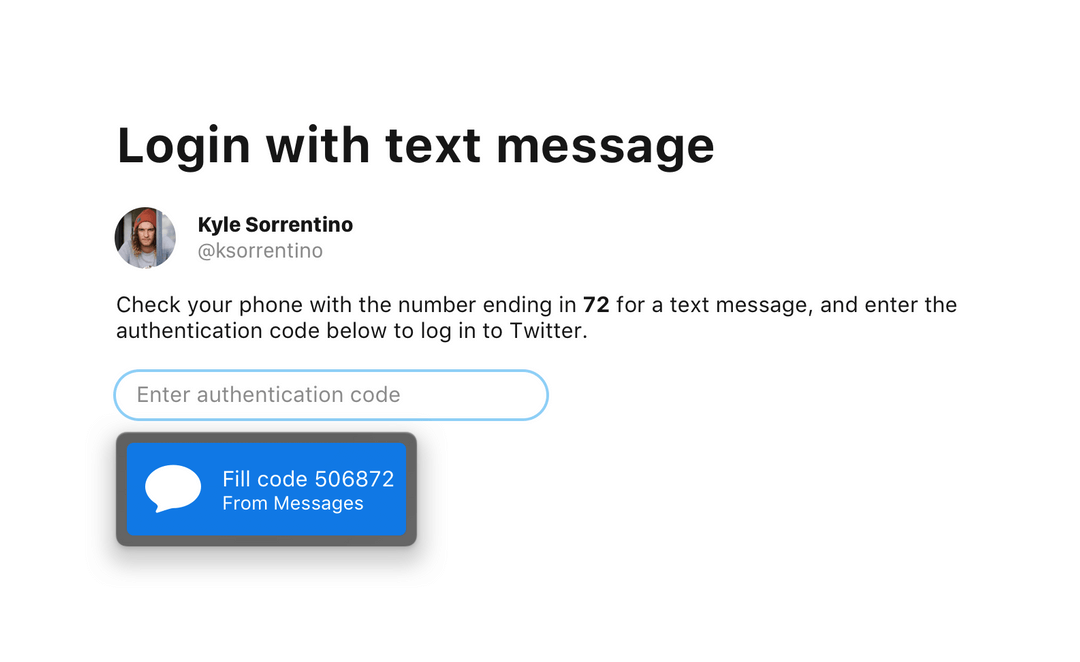 Login with text message
Kyle Sorrentino
@ksorrentino
Check your phone with the number ending in 72 for a text message, and enter the
authentication code below to log in to Twitter.
Enter authentication code
Fill code 506872
From Messages